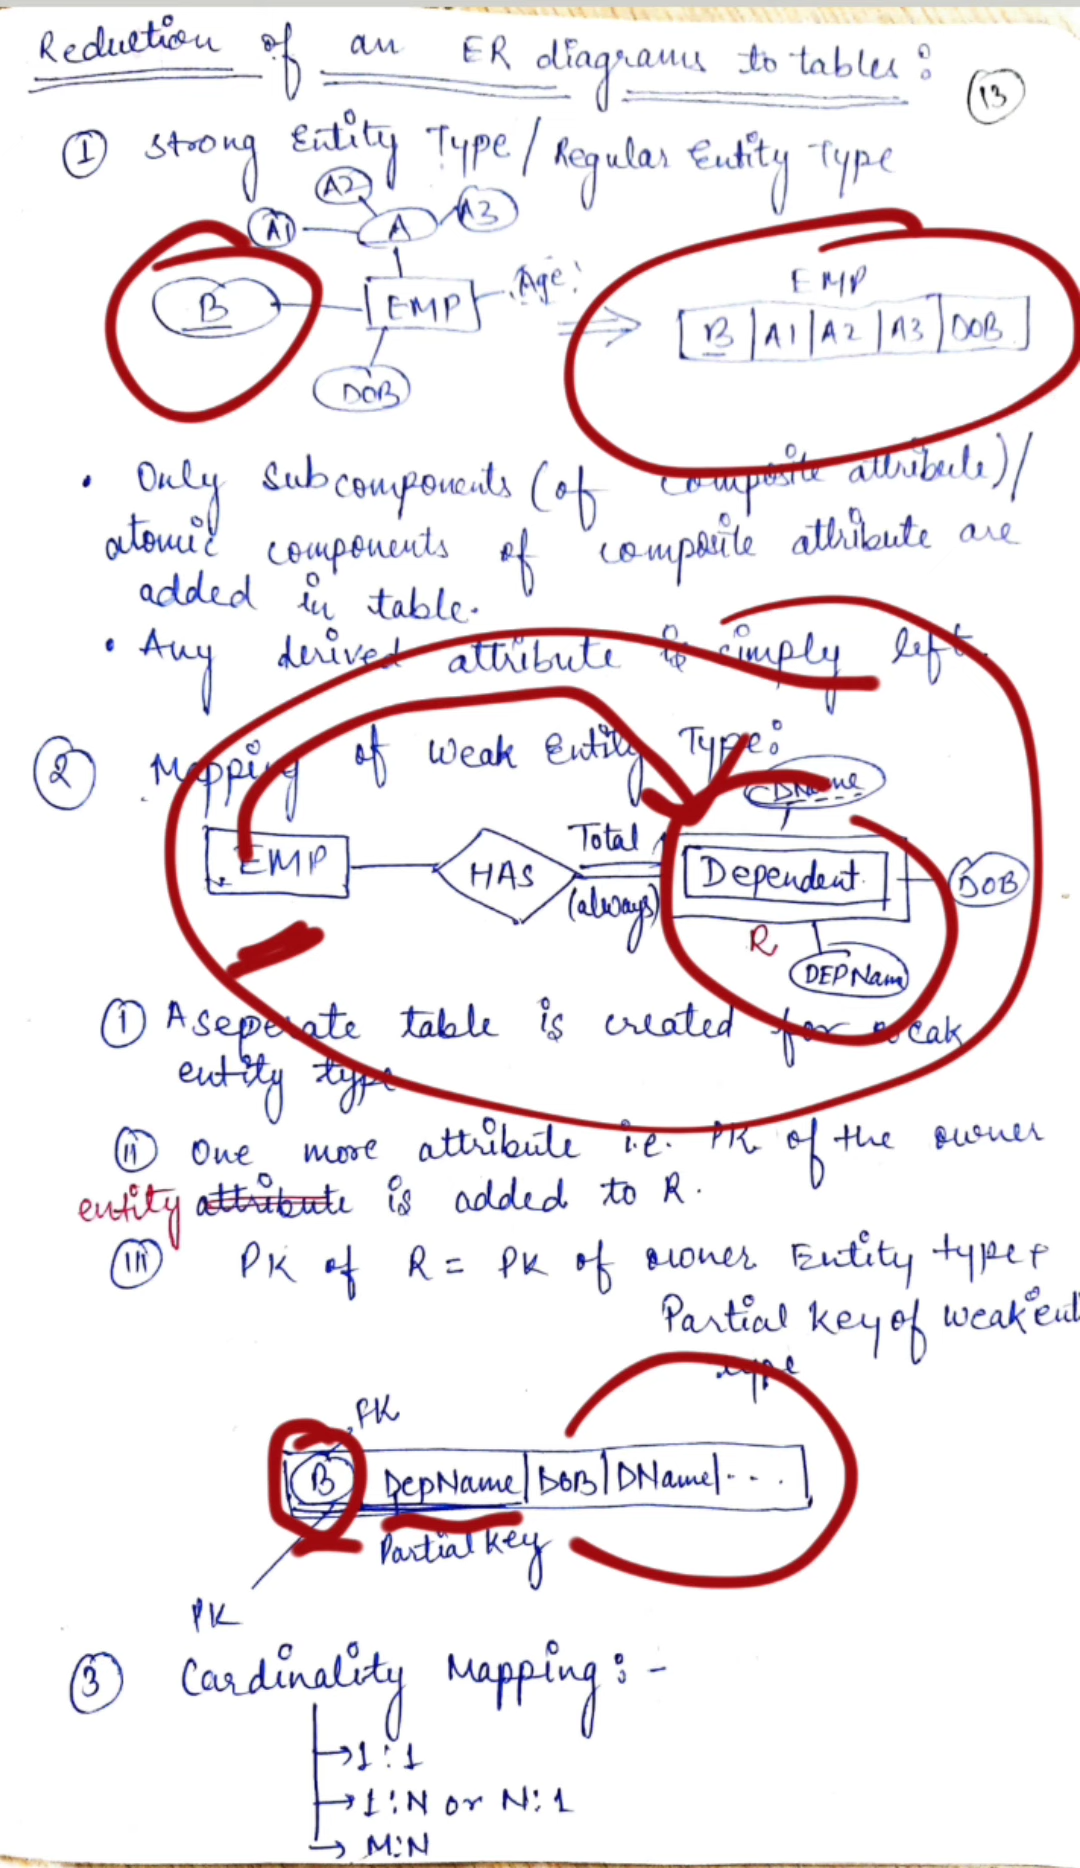 Reduction of an ER diagrams to tables :
13
① Strong Entity Type / Regular Entity Type
A2
A1 A A3
B EMP Age ⇒ EMP
B | A1 | A2 | A3 | DOB
DOB
• Only Subcomponents (of composite attribute) /
atomic components of composite attribute are
added in table.
• Any derived attribute is simply left
② Mapping of weak Entity Type :
DName
EMP HAS Total Dependent DOB
(always)
R
DEPName
① A seperate table is created for weak
entity type
ⅱ One more attribute i.e. PK of the owner
entity attribute is added to R.
ⅲ PK of R = PK of owner Entity type +
Partial key of weak ent
type
FK
B DepName | DOB | DName | . . .
Partial key
PK
③ Cardinality Mapping : -
→ 1 : 1
→ 1 : N or N : 1
→ M : N